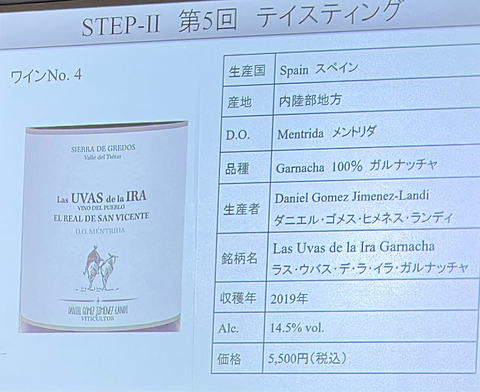 STEP-II 第5回 テイスティング
ワインNo. 4
SIERRA DE GREDOS
Valle del Tiétar
Las UVAS de la IRA
VINO DEL PUEBLO
EL REAL DE SAN VICENTE
D.O. MENTRIDA
DANIEL GOMEZ JIMENEZ-LANDI
VITICULTOR
生産国 Spain スペイン
産地 内陸部地方
D.O. Mentrida メントリダ
品種 Garnacha 100% ガルナッチャ
生産者 Daniel Gomez Jimenez-Landi
ダニエル・ゴメス・ヒメネス・ランディ
銘柄名 Las Uvas de la Ira Garnacha
ラス・ウバス・デ・ラ・イラ・ガルナッチャ
収穫年 2019年
Alc. 14.5% vol.
価格 5,500円(税込)